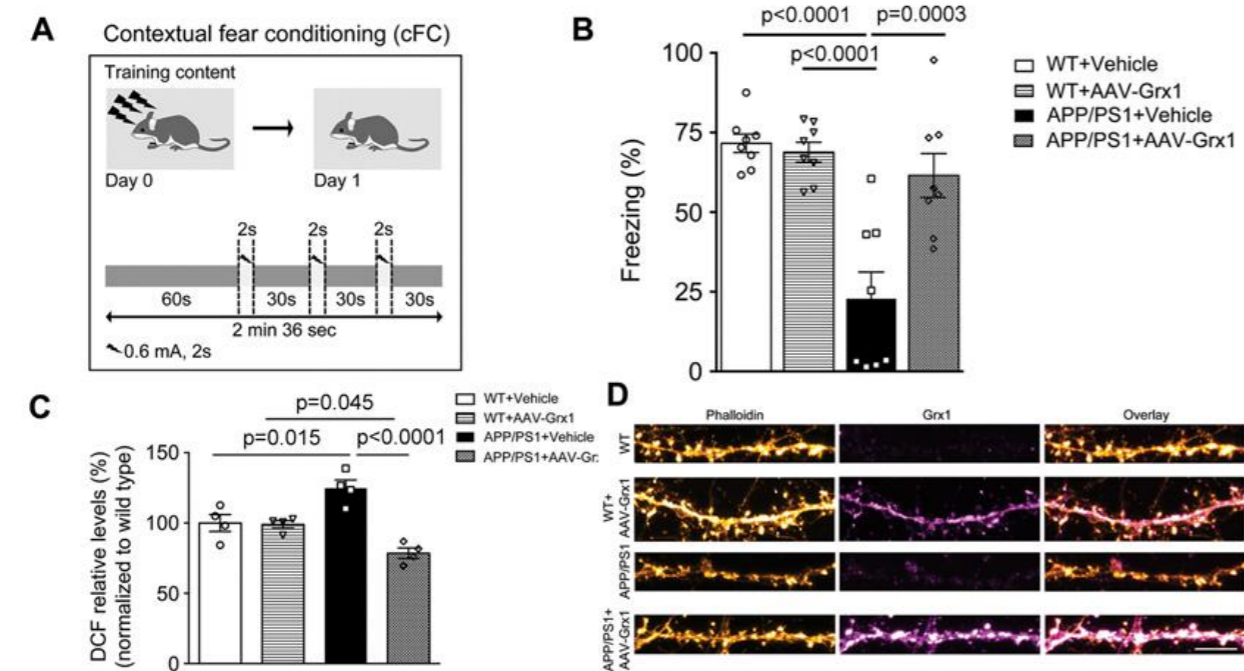 A
Contextual fear conditioning (cFC)
Training content
Day 0
Day 1
2s
2s
2s
60s
30s
30s
30s
2 min 36 sec
0.6 mA, 2s
B
p<0.0001
p=0.0003
p<0.0001
Freezing (%)
100
75
50
25
0
WT+Vehicle
WT+AAV-Grx1
APP/PS1+Vehicle
APP/PS1+AAV-Grx1
C
p=0.045
p=0.015
p<0.0001
DCF relative levels (%)
(normalized to wild type)
150
100
50
0
WT+Vehicle
WT+AAV-Grx1
APP/PS1+Vehicle
APP/PS1+AAV-Gr:
D
Phalloidin
Grx1
Overlay
WT
WT+
AAV-Grx1
APP/PS1
APP/PS1+
AAV-Grx1